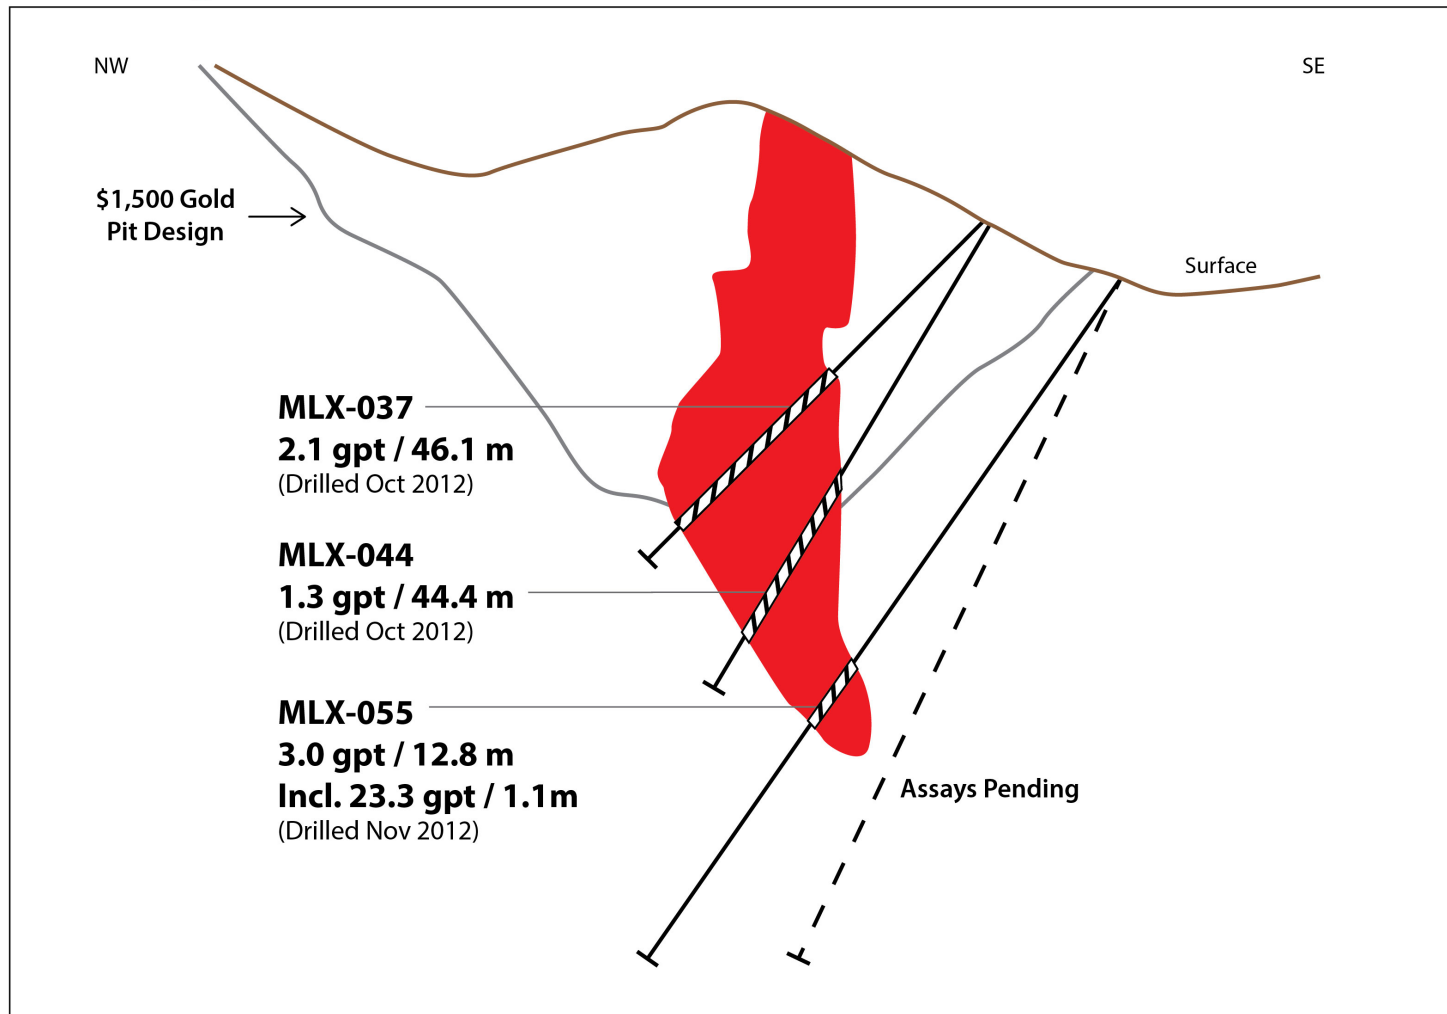 NW
SE
$1,500 Gold
Pit Design
Surface
MLX-037
2.1 gpt / 46.1 m
(Drilled Oct 2012)
MLX-044
1.3 gpt / 44.4 m
(Drilled Oct 2012)
MLX-055
3.0 gpt / 12.8 m
Incl. 23.3 gpt / 1.1m
(Drilled Nov 2012)
Assays Pending